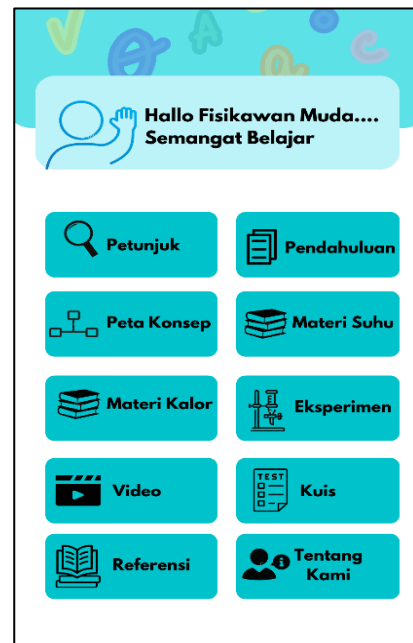 Hallo Fisikawan Muda....
Semangat Belajar
Petunjuk
Pendahuluan
Peta Konsep
Materi Suhu
Materi Kalor
Eksperimen
Video
TEST
Kuis
Referensi
Tentang
Kami